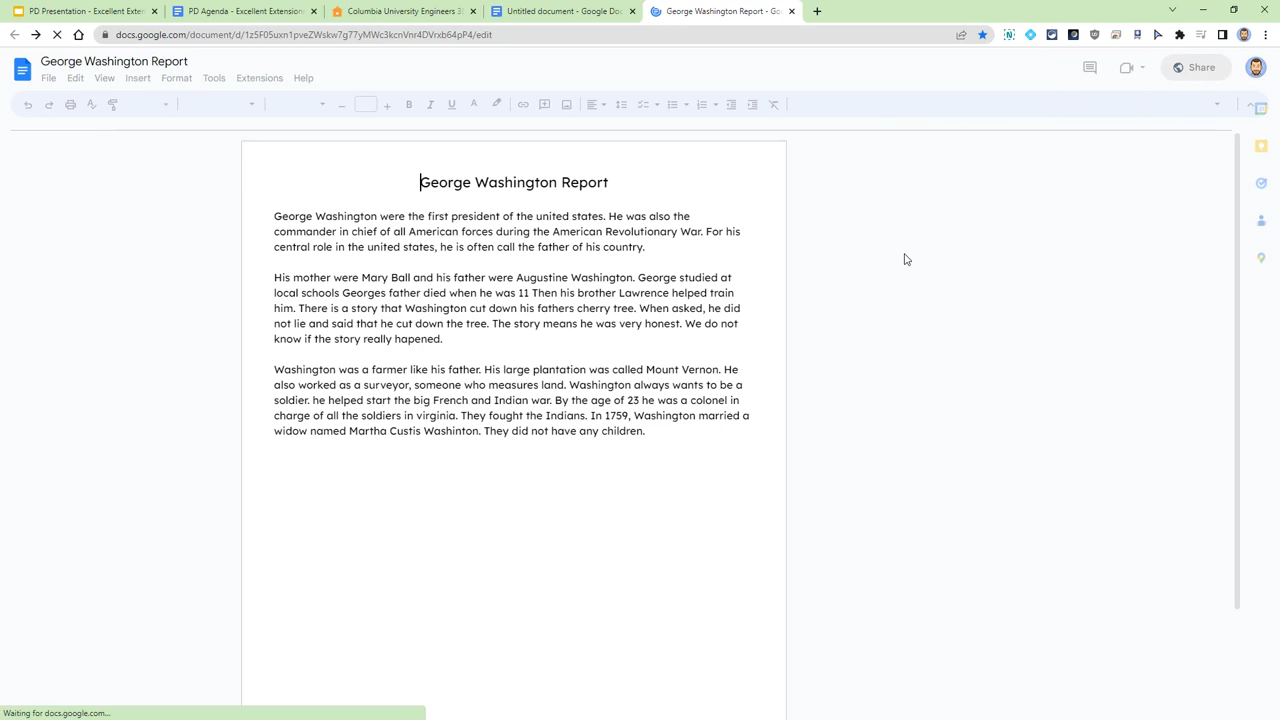 PD Presentation - Excellent Exten
PD Agenda - Excellent Extension
Columbia University Engineers 3
Untitled document - Google Doc
George Washington Report - Goo
docs.google.com/document/d/1z5F05uxn1pveZWskw7g77yMWc3kcnVnr4DVrxb64pP4/edit
George Washington Report
File Edit View Insert Format Tools Extensions Help
Share
George Washington Report
George Washington were the first president of the united states. He was also the
commander in chief of all American forces during the American Revolutionary War. For his
central role in the united states, he is often call the father of his country.
His mother were Mary Ball and his father were Augustine Washington. George studied at
local schools Georges father died when he was 11 Then his brother Lawrence helped train
him. There is a story that Washington cut down his fathers cherry tree. When asked, he did
not lie and said that he cut down the tree. The story means he was very honest. We do not
know if the story really hapened.
Washington was a farmer like his father. His large plantation was called Mount Vernon. He
also worked as a surveyor, someone who measures land. Washington always wants to be a
soldier. he helped start the big French and Indian war. By the age of 23 he was a colonel in
charge of all the soldiers in virginia. They fought the Indians. In 1759, Washington married a
widow named Martha Custis Washinton. They did not have any children.
Waiting for docs.google.com...